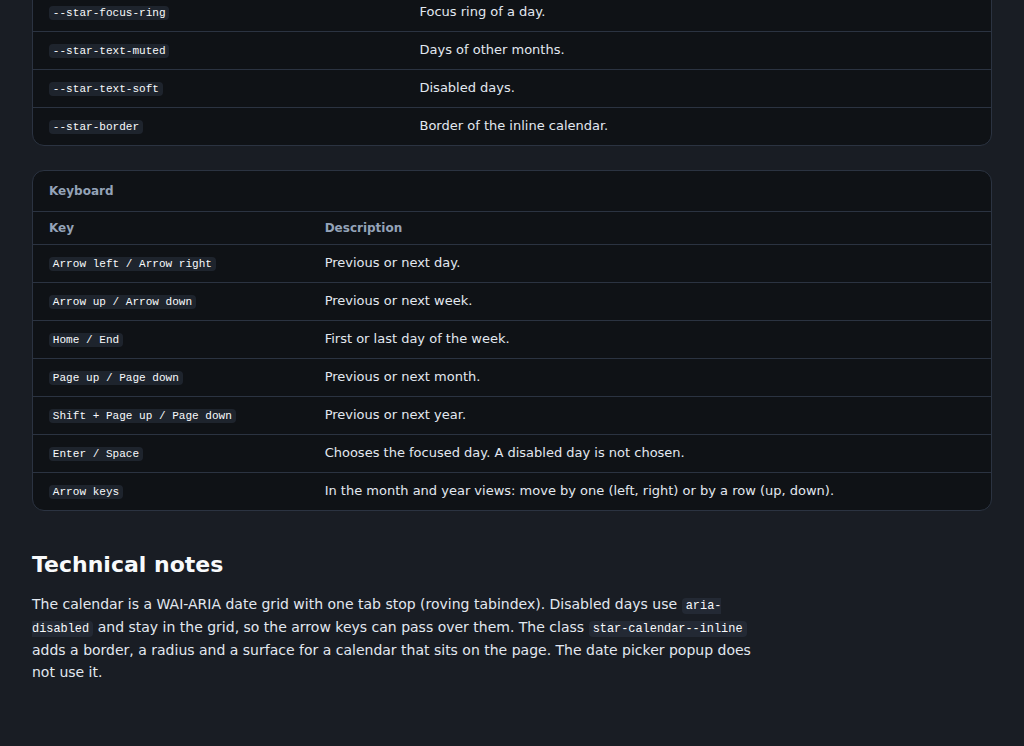 --star-focus-ring Focus ring of a day.
--star-text-muted Days of other months.
--star-text-soft Disabled days.
--star-border Border of the inline calendar.
Keyboard
Key Description
Arrow left / Arrow right Previous or next day.
Arrow up / Arrow down Previous or next week.
Home / End First or last day of the week.
Page up / Page down Previous or next month.
Shift + Page up / Page down Previous or next year.
Enter / Space Chooses the focused day. A disabled day is not chosen.
Arrow keys In the month and year views: move by one (left, right) or by a row (up, down).
Technical notes
The calendar is a WAI-ARIA date grid with one tab stop (roving tabindex). Disabled days use aria-
disabled and stay in the grid, so the arrow keys can pass over them. The class star-calendar--inline
adds a border, a radius and a surface for a calendar that sits on the page. The date picker popup does
not use it.